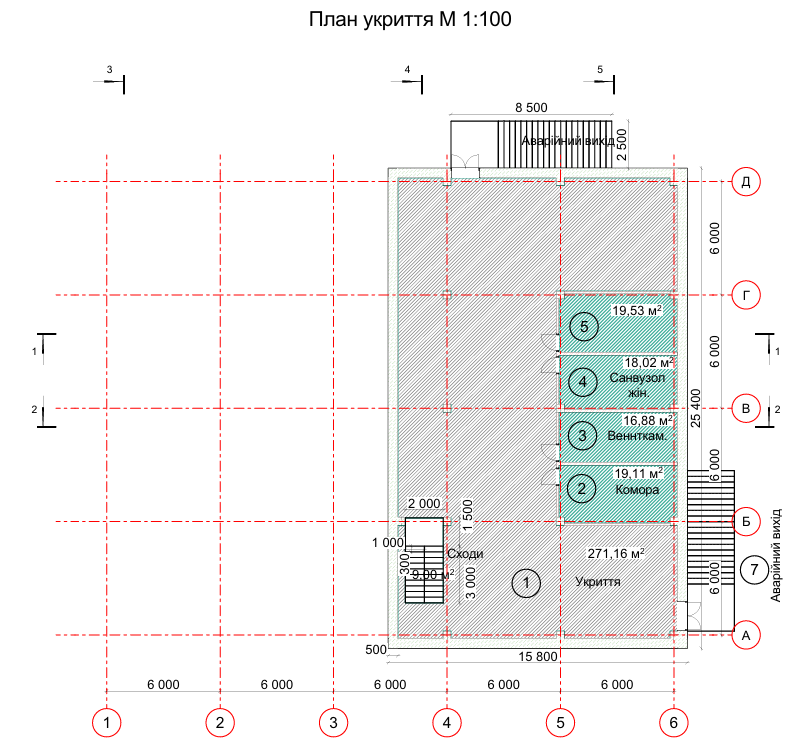 План укриття М 1:100
3
4
5
8 500
Аварійний вихід
2 500
Д
6 000
Г
19,53 м²
5
1
1
6 000
18,02 м²
4
Санвузол
жін.
2
2
25 400
В
16,88 м²
3
Веннткам.
19,11 м²
2
Комора
6 000
2 000
1 500
Б
1 000
Сходи
300
9,00 м²
3 000
271,16 м²
1
Укриття
6 000
7
Аварійний вихід
А
500
15 800
6 000
6 000
6 000
6 000
6 000
1
2
3
4
5
6